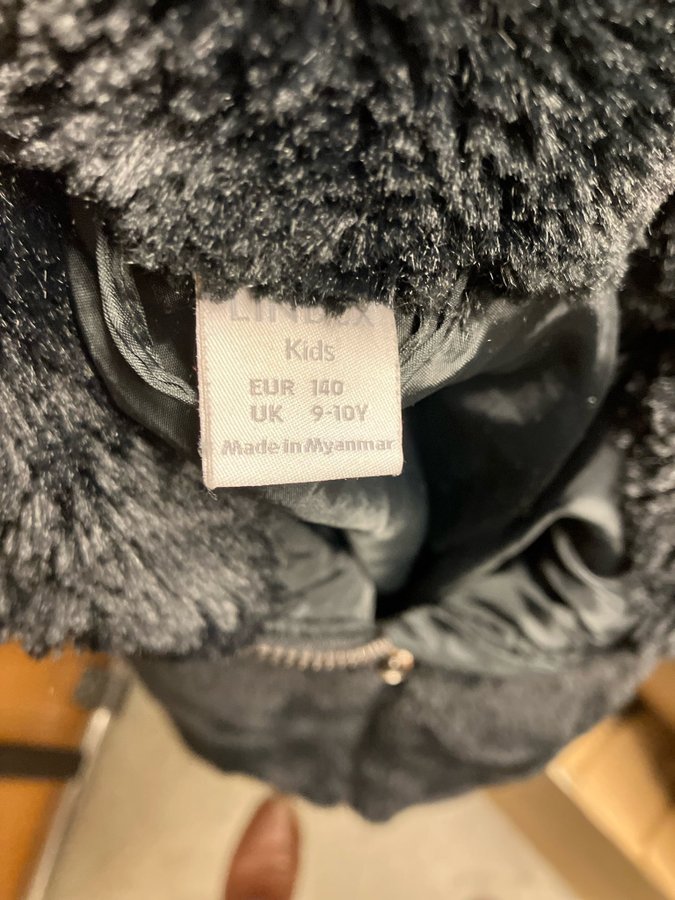 LINDEX
Kids
EUR 140
UK 9-10Y
Made in Myanmar